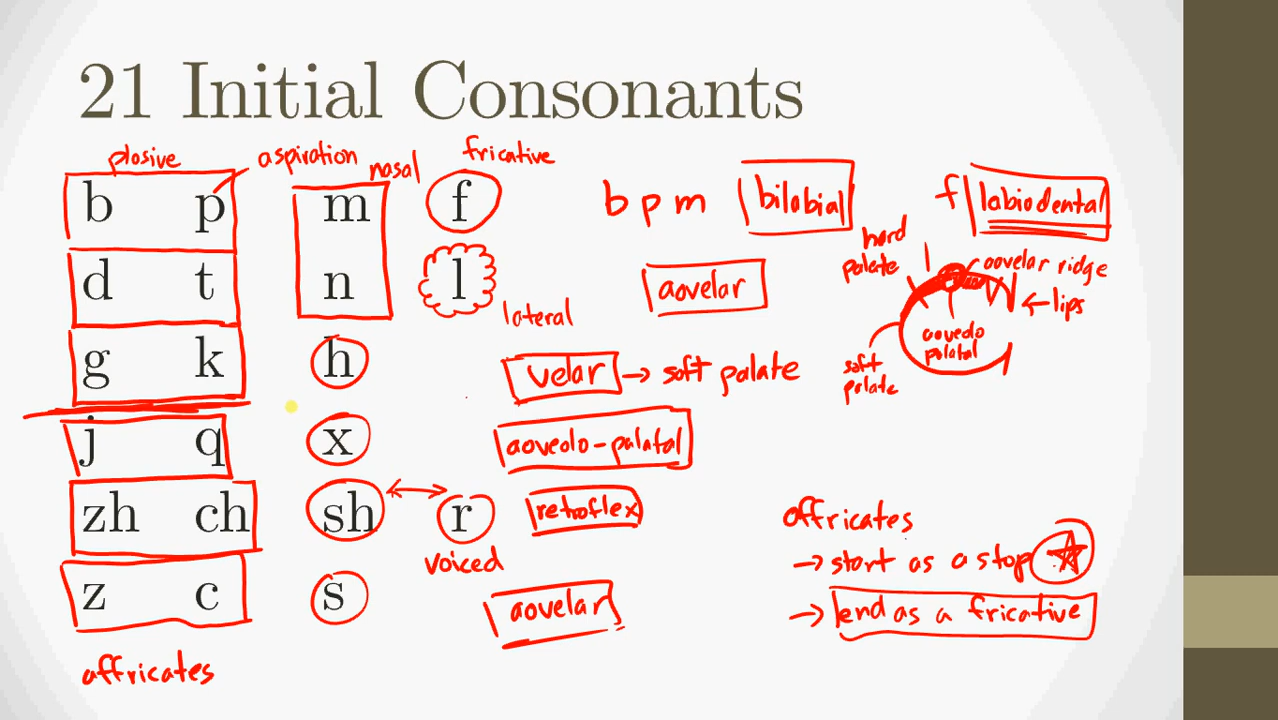 21 Initial Consonants
plosive aspiration nasal fricative
b p m f b p m bilobial f labiodental
hard palate aovelar ridge
d t n l aovelar lips
lateral aovedo palatal
g k h velar → soft palate soft palate
j q x aovedo-palatal
zh ch sh r retroflex affricates
voiced → start as a stop
z c s aovelar → end as a fricative
affricates